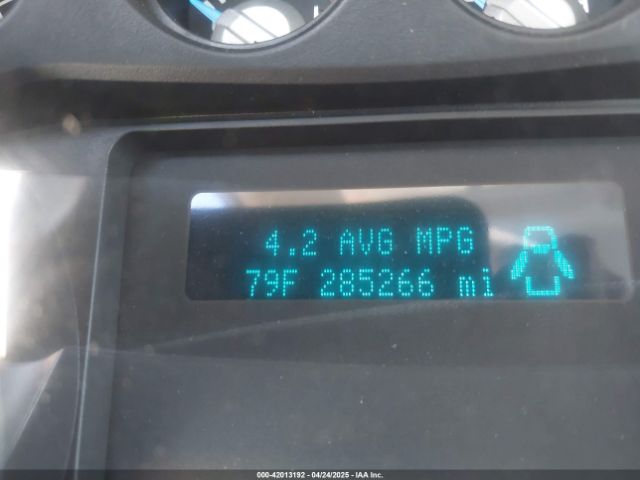 4.2 AVG MPG
79F 285266 mi
000-42013192 - 04/24/2025 - IAA Inc.